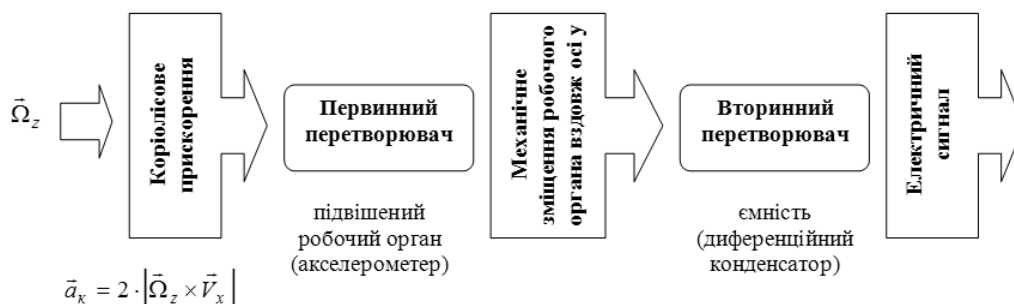 Ω⃗z
Коріолісове
прискорення
Первинний
перетворювач
підвішений
робочий орган
(акселерометер)
Механічне
зміщення робочого
органа вздовж осі у
Вторинний
перетворювач
ємність
(диференційний
конденсатор)
Електричний
сигнал
a⃗к = 2 · |Ω⃗z × V⃗x|